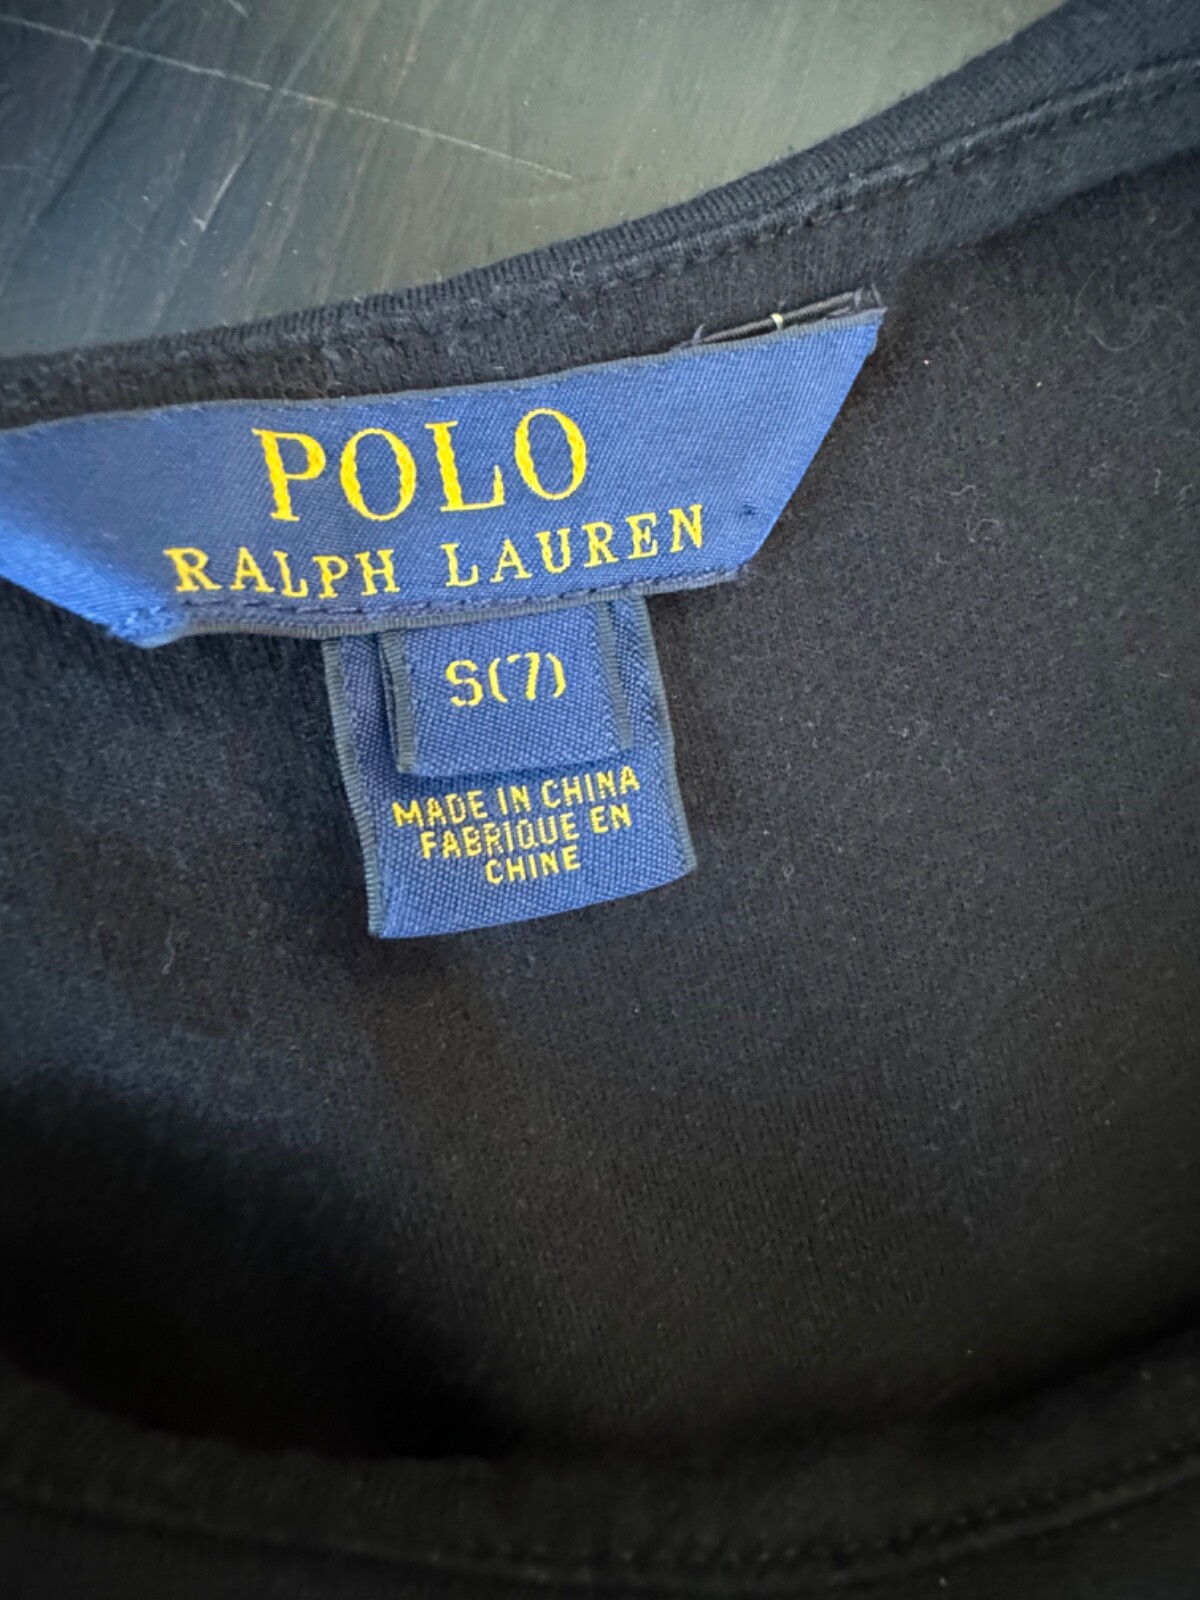 POLO
RALPH LAUREN
S(7)
MADE IN CHINA
FABRIQUE EN
CHINE